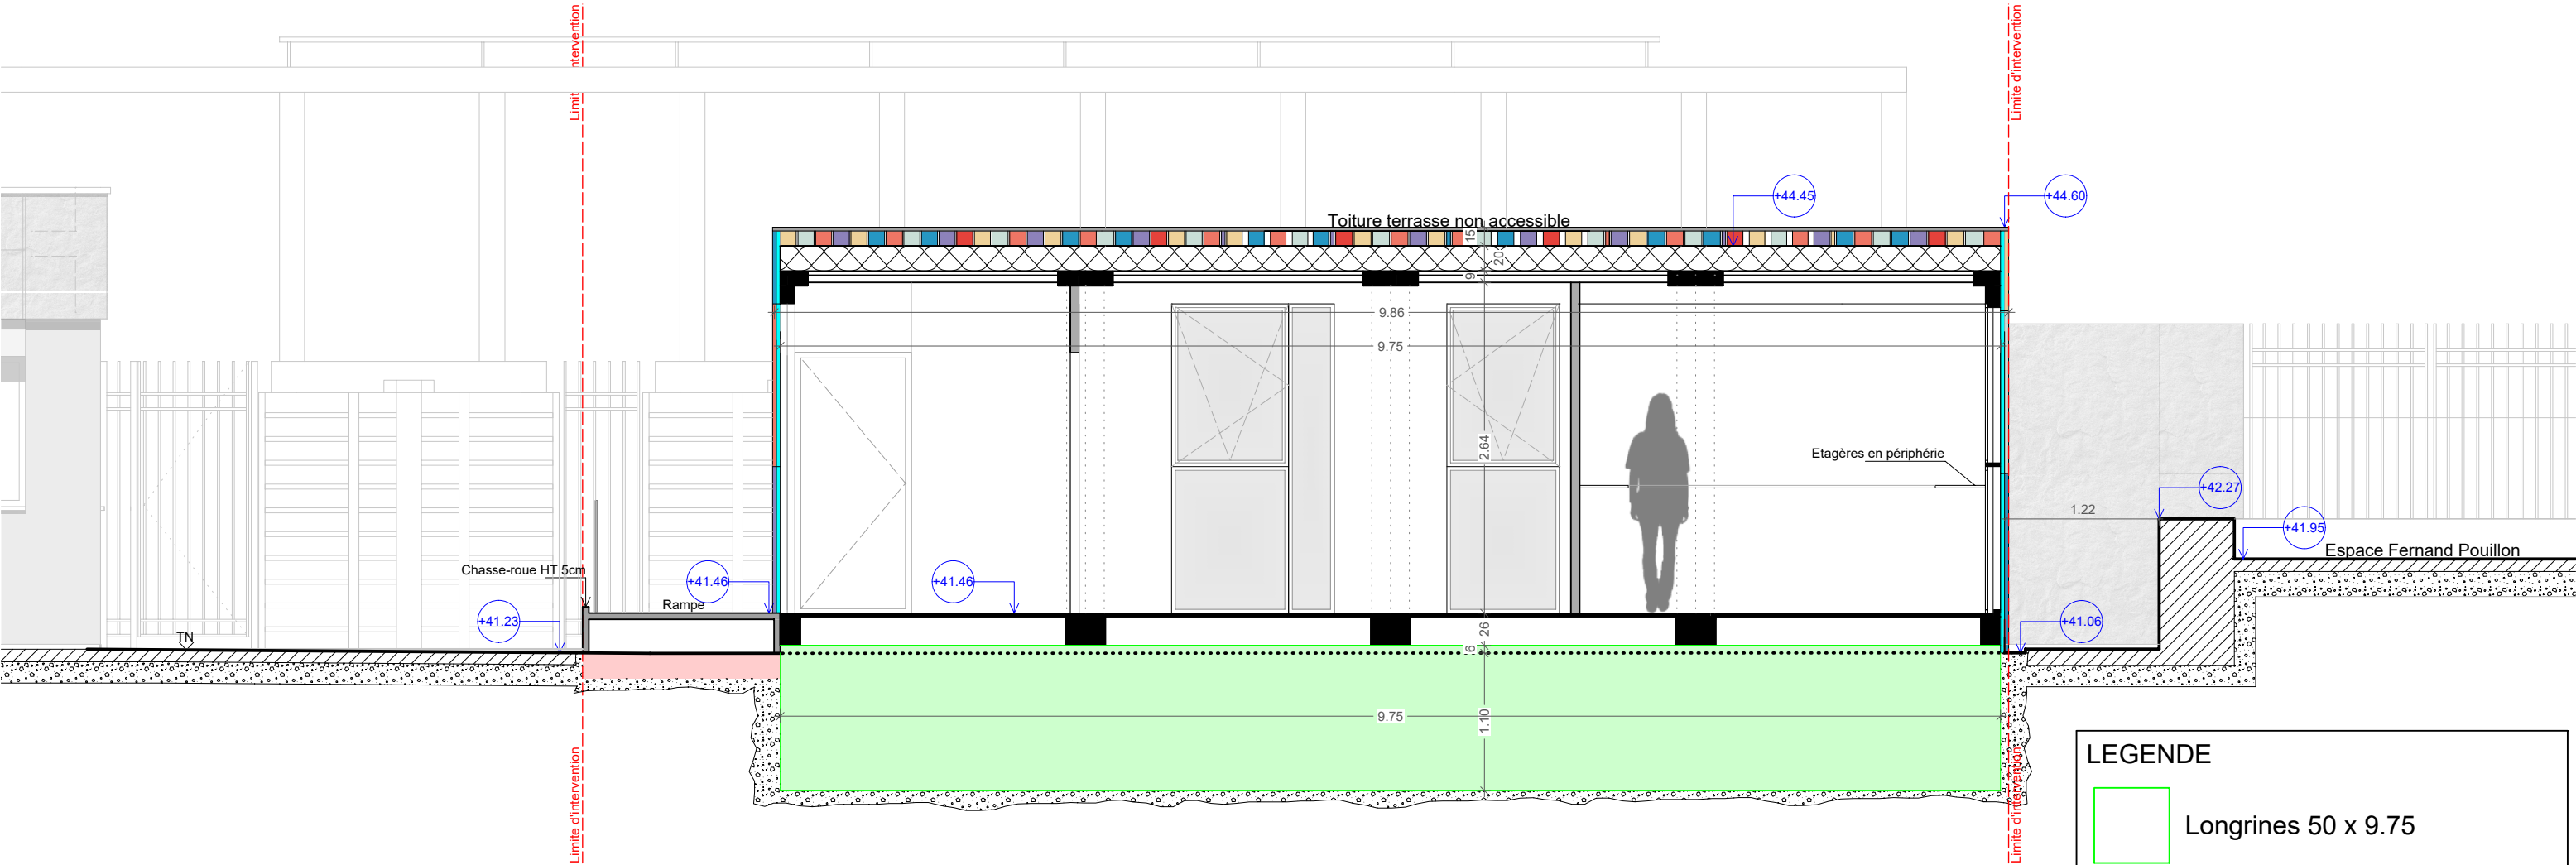 Limite d'intervention
Limite d'intervention
+44.45
+44.60
Toiture terrasse non accessible
15
20
9
9.86
9.75
2.64
Etagères en périphérie
+42.27
1.22
+41.95
Espace Fernand Pouillon
Chasse-roue HT 5cm
+41.46
+41.46
Rampe
+41.23
+41.06
TN
26
6
9.75
1.10
Limite d'intervention
Limite d'intervention
LEGENDE
Longrines 50 x 9.75